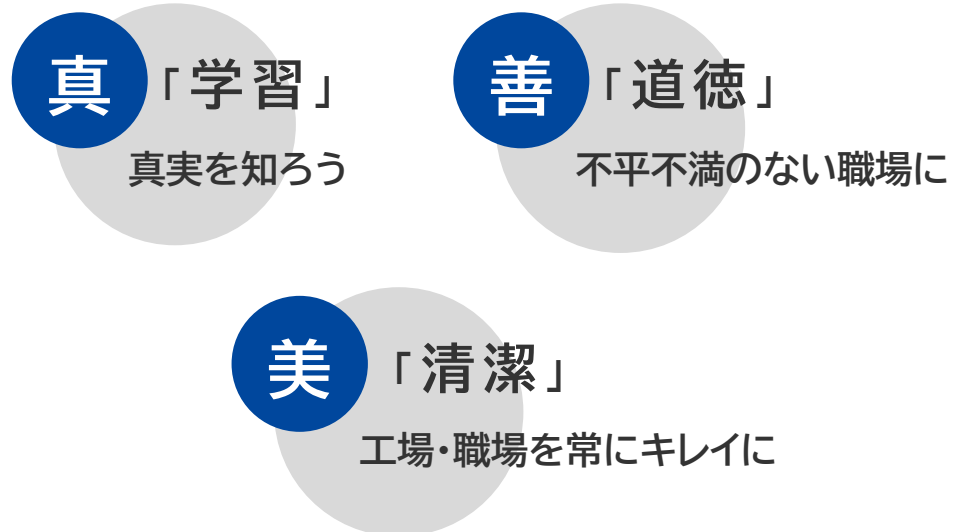 真
「学習」
真実を知ろう
善
「道徳」
不平不満のない職場に
美
「清潔」
工場・職場を常にキレイに